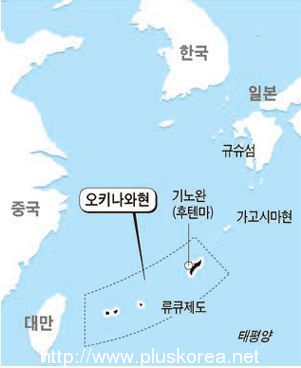 한국
일본
규슈섬
오키나와현
기노완
(후텐마)
중국
가고시마현
대만
류큐제도
태평양
http://www.pluskorea.net